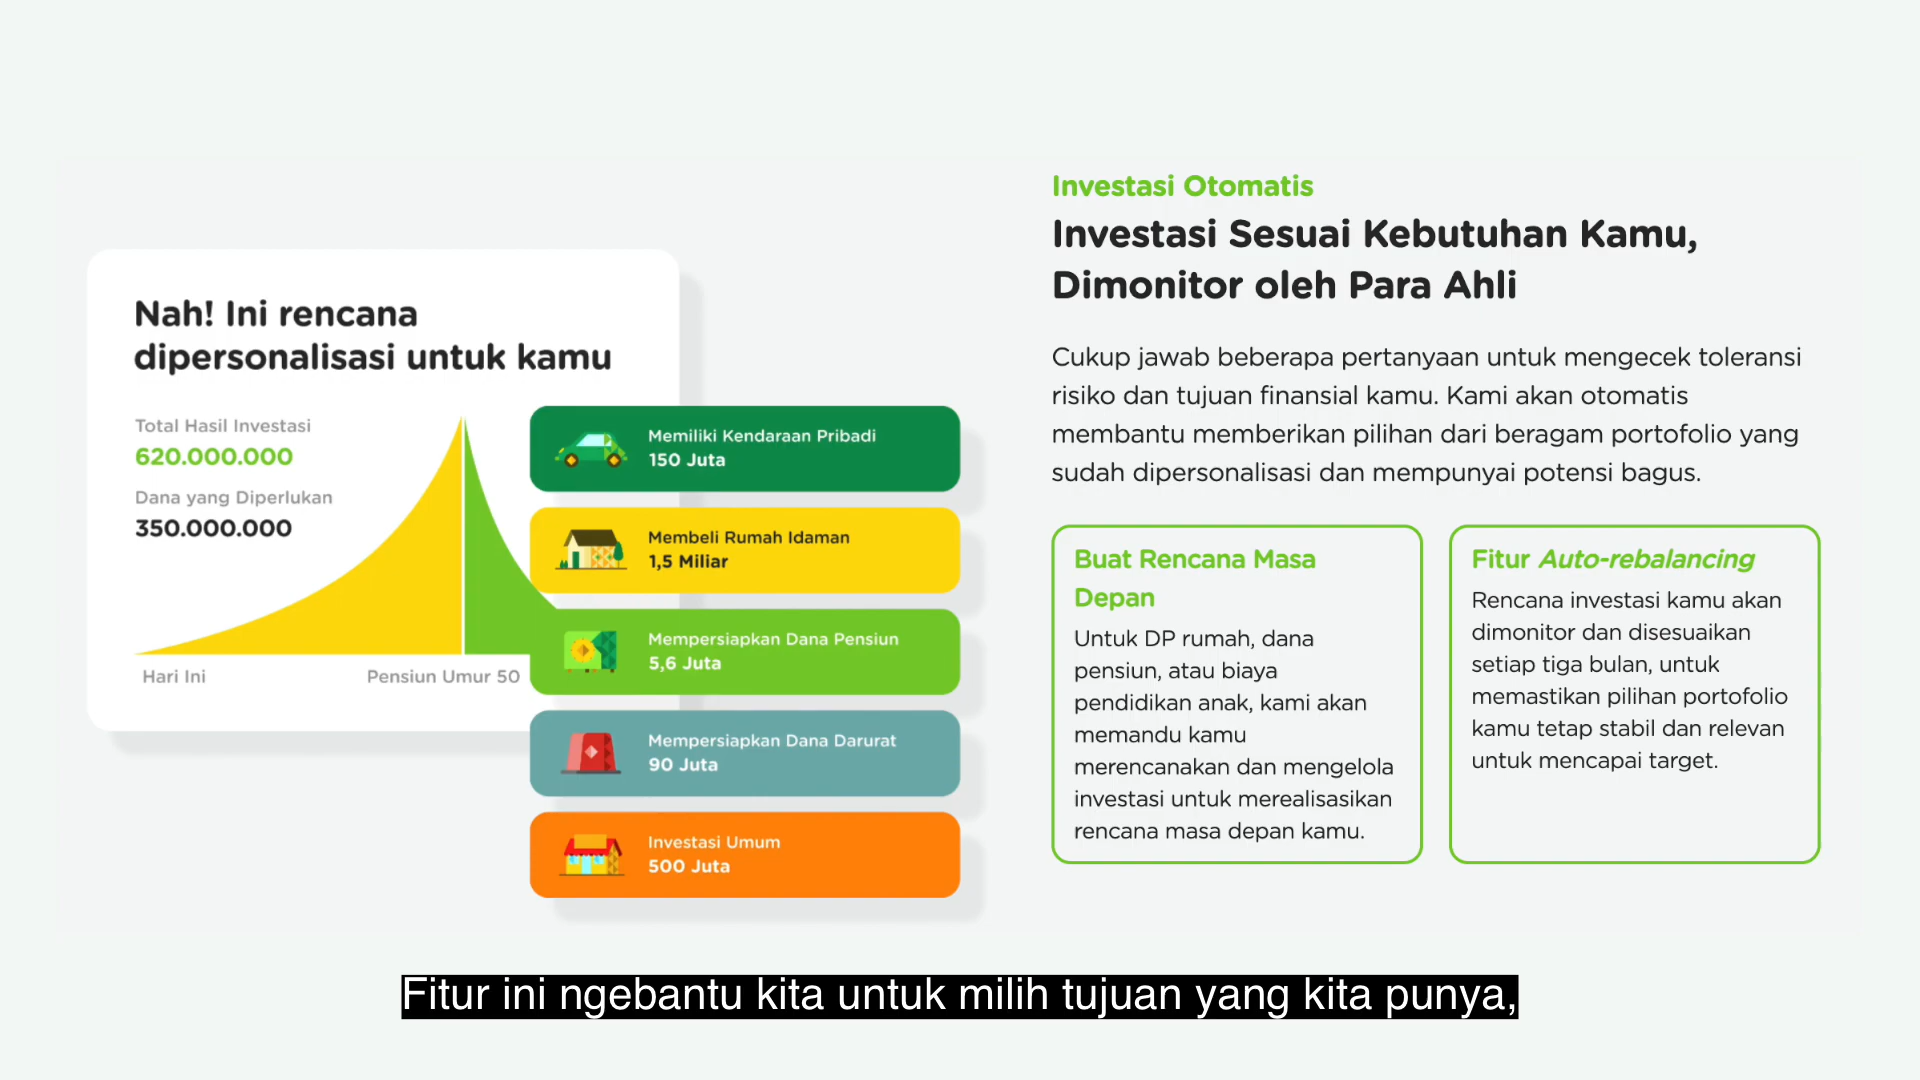 Nah! Ini rencana
dipersonalisasi untuk kamu
Total Hasil Investasi
620.000.000
Dana yang Diperlukan
350.000.000
Hari Ini
Pensiun Umur 50
Memiliki Kendaraan Pribadi
150 Juta
Membeli Rumah Idaman
1,5 Miliar
Mempersiapkan Dana Pensiun
5,6 Juta
Mempersiapkan Dana Darurat
90 Juta
Investasi Umum
500 Juta
Investasi Otomatis
Investasi Sesuai Kebutuhan Kamu,
Dimonitor oleh Para Ahli
Cukup jawab beberapa pertanyaan untuk mengecek toleransi
risiko dan tujuan finansial kamu. Kami akan otomatis
membantu memberikan pilihan dari beragam portofolio yang
sudah dipersonalisasi dan mempunyai potensi bagus.
Buat Rencana Masa
Depan
Untuk DP rumah, dana
pensiun, atau biaya
pendidikan anak, kami akan
memandu kamu
merencanakan dan mengelola
investasi untuk merealisasikan
rencana masa depan kamu.
Fitur Auto-rebalancing
Rencana investasi kamu akan
dimonitor dan disesuaikan
setiap tiga bulan, untuk
memastikan pilihan portofolio
kamu tetap stabil dan relevan
untuk mencapai target.
Fitur ini ngebantu kita untuk milih tujuan yang kita punya,